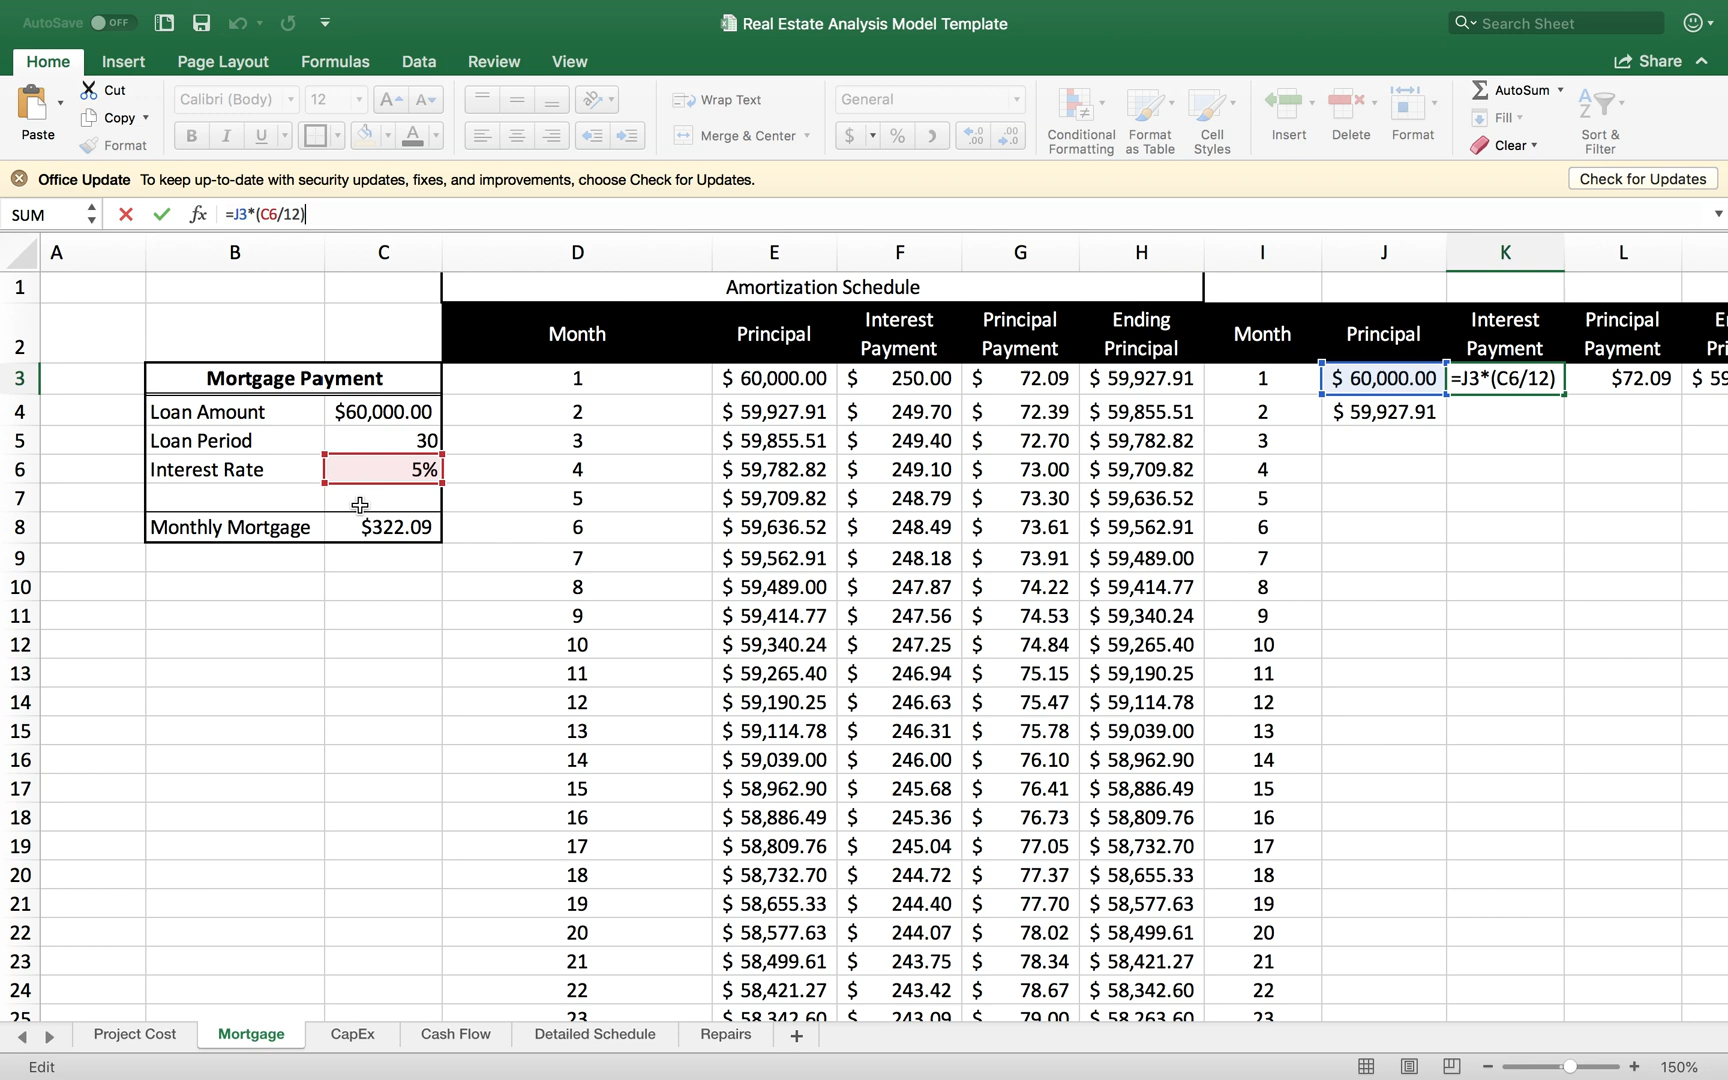 AutoSave OFF Real Estate Analysis Model Template Search Sheet
Home Insert Page Layout Formulas Data Review View Share
Paste Cut Copy Format
Calibri (Body) 12 A A
B I U A
Wrap Text
Merge & Center
General
$ % .0 .00 .00 .0
Conditional Formatting
Format as Table
Cell Styles
Insert Delete Format
AutoSum Fill Clear
Sort & Filter
Office Update To keep up-to-date with security updates, fixes, and improvements, choose Check for Updates. Check for Updates
SUM fx =J3*(C6/12)
A B C D E F G H I J K L
1 Amortization Schedule
2 Month Principal Interest Payment Principal Payment Ending Principal Month Principal Interest Payment Principal Payment
3 Mortgage Payment 1 $ 60,000.00 $ 250.00 $ 72.09 $ 59,927.91 1 $ 60,000.00 =J3*(C6/12) $72.09 $ 59
4 Loan Amount $60,000.00 2 $ 59,927.91 $ 249.70 $ 72.39 $ 59,855.51 2 $ 59,927.91
5 Loan Period 30 3 $ 59,855.51 $ 249.40 $ 72.70 $ 59,782.82 3
6 Interest Rate 5% 4 $ 59,782.82 $ 249.10 $ 73.00 $ 59,709.82 4
7 5 $ 59,709.82 $ 248.79 $ 73.30 $ 59,636.52 5
8 Monthly Mortgage $322.09 6 $ 59,636.52 $ 248.49 $ 73.61 $ 59,562.91 6
9 7 $ 59,562.91 $ 248.18 $ 73.91 $ 59,489.00 7
10 8 $ 59,489.00 $ 247.87 $ 74.22 $ 59,414.77 8
11 9 $ 59,414.77 $ 247.56 $ 74.53 $ 59,340.24 9
12 10 $ 59,340.24 $ 247.25 $ 74.84 $ 59,265.40 10
13 11 $ 59,265.40 $ 246.94 $ 75.15 $ 59,190.25 11
14 12 $ 59,190.25 $ 246.63 $ 75.47 $ 59,114.78 12
15 13 $ 59,114.78 $ 246.31 $ 75.78 $ 59,039.00 13
16 14 $ 59,039.00 $ 246.00 $ 76.10 $ 58,962.90 14
17 15 $ 58,962.90 $ 245.68 $ 76.41 $ 58,886.49 15
18 16 $ 58,886.49 $ 245.36 $ 76.73 $ 58,809.76 16
19 17 $ 58,809.76 $ 245.04 $ 77.05 $ 58,732.70 17
20 18 $ 58,732.70 $ 244.72 $ 77.37 $ 58,655.33 18
21 19 $ 58,655.33 $ 244.40 $ 77.70 $ 58,577.63 19
22 20 $ 58,577.63 $ 244.07 $ 78.02 $ 58,499.61 20
23 21 $ 58,499.61 $ 243.75 $ 78.34 $ 58,421.27 21
24 22 $ 58,421.27 $ 243.42 $ 78.67 $ 58,342.60 22
25 23 $ 58,342.60 $ 243.09 $ 79.00 $ 58,263.60 23
Project Cost Mortgage CapEx Cash Flow Detailed Schedule Repairs +
Edit 150%